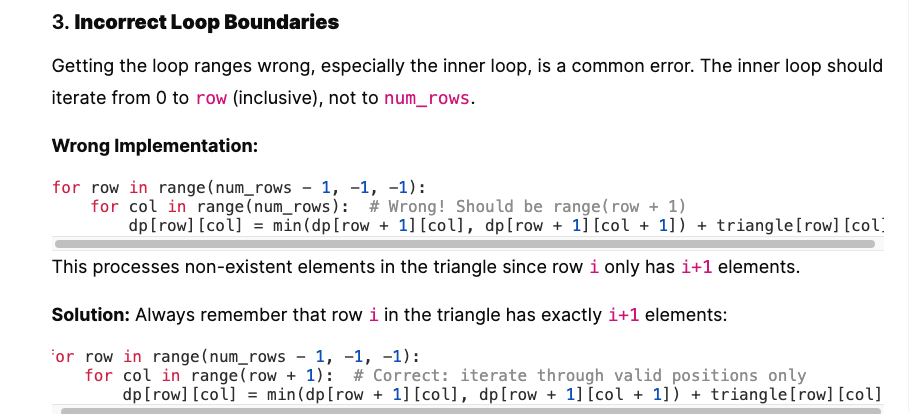 3. Incorrect Loop Boundaries
Getting the loop ranges wrong, especially the inner loop, is a common error. The inner loop should
iterate from 0 to row (inclusive), not to num_rows.
Wrong Implementation:
for row in range(num_rows - 1, -1, -1):
    for col in range(num_rows):  # Wrong! Should be range(row + 1)
        dp[row][col] = min(dp[row + 1][col], dp[row + 1][col + 1]) + triangle[row][col]
This processes non-existent elements in the triangle since row i only has i+1 elements.
Solution: Always remember that row i in the triangle has exactly i+1 elements:
for row in range(num_rows - 1, -1, -1):
    for col in range(row + 1):  # Correct: iterate through valid positions only
        dp[row][col] = min(dp[row + 1][col], dp[row + 1][col + 1]) + triangle[row][col]